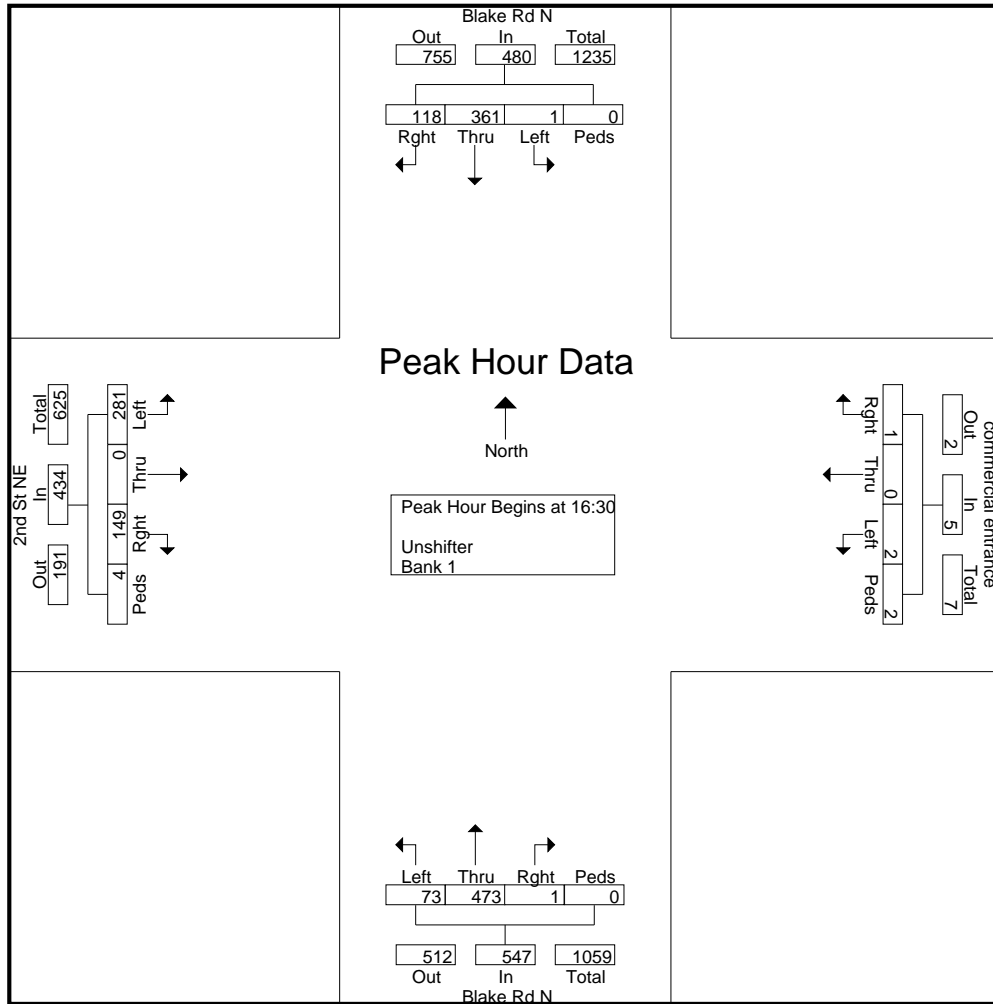 Blake Rd N
Out In Total
755 480 1235
118 361 1 0
Rght Thru Left Peds
Peak Hour Data
North
Peak Hour Begins at 16:30
Unshifter
Bank 1
2nd St NE
Total In Out
625 434 191
281 0 149 4
Left Thru Rght Peds
commercial entrance
Out In Total
2 5 7
1 0 2 2
Rght Thru Left Peds
Left Thru Rght Peds
73 473 1 0
512 547 1059
Out In Total
Blake Rd N